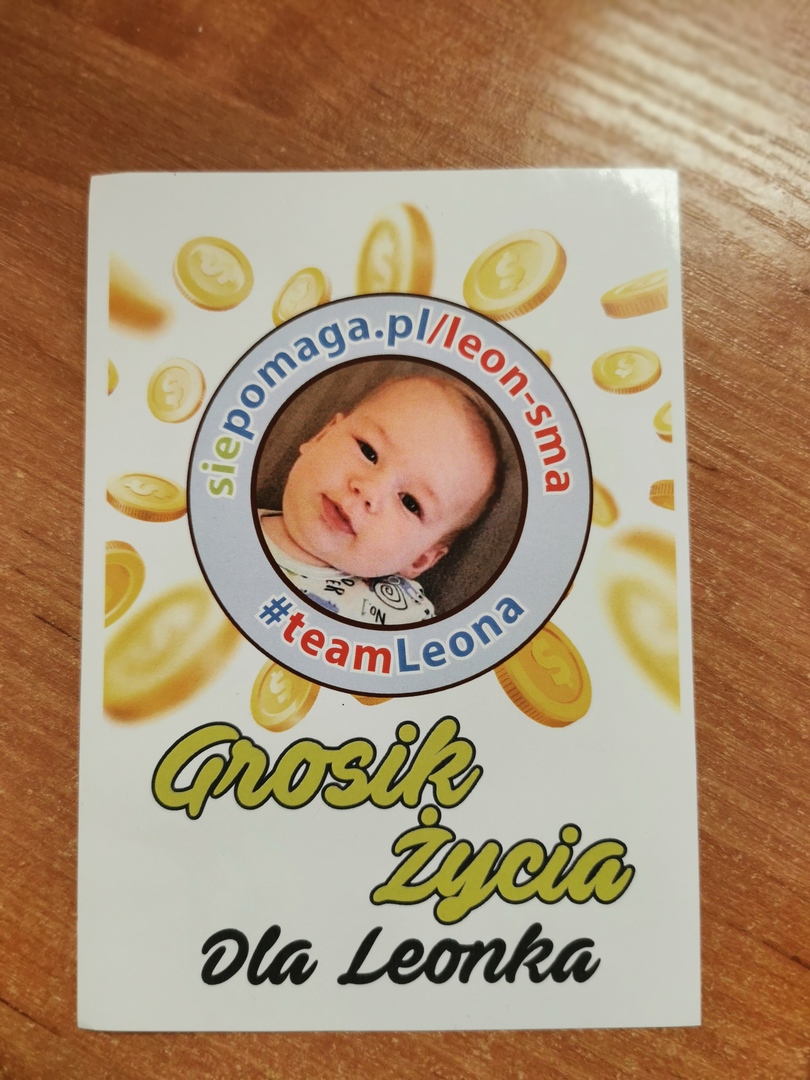 siepomaga.pl/leon-sma
#teamLeona
Grosik
Życia
Dla Leonka